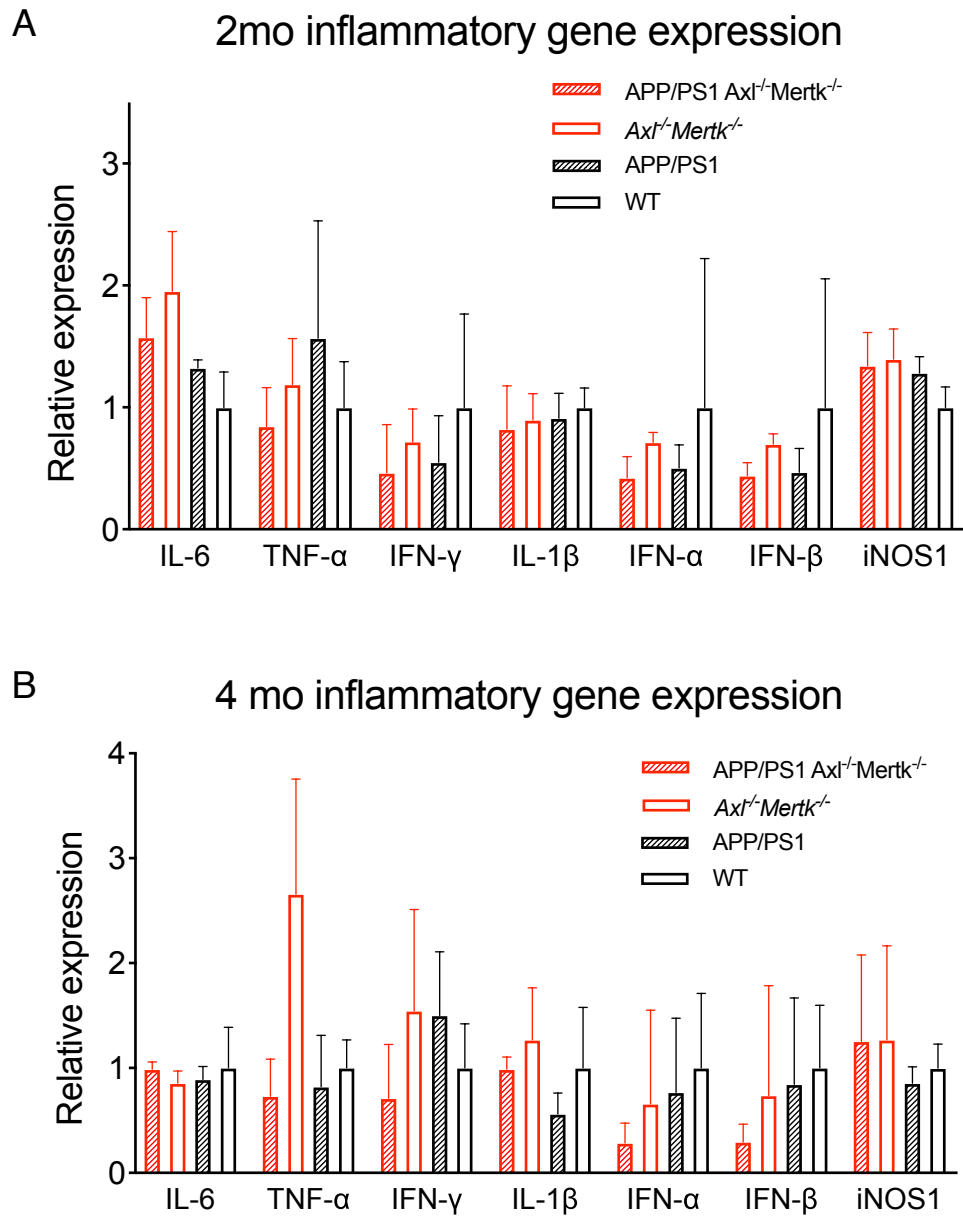 A
2mo inflammatory gene expression
APP/PS1 Axl-/-Mertk-/-
Axl-/-Mertk-/-
APP/PS1
WT
Relative expression
3
2
1
0
IL-6 TNF-α IFN-γ IL-1β IFN-α IFN-β iNOS1
B
4 mo inflammatory gene expression
APP/PS1 Axl-/-Mertk-/-
Axl-/-Mertk-/-
APP/PS1
WT
Relative expression
4
3
2
1
0
IL-6 TNF-α IFN-γ IL-1β IFN-α IFN-β iNOS1